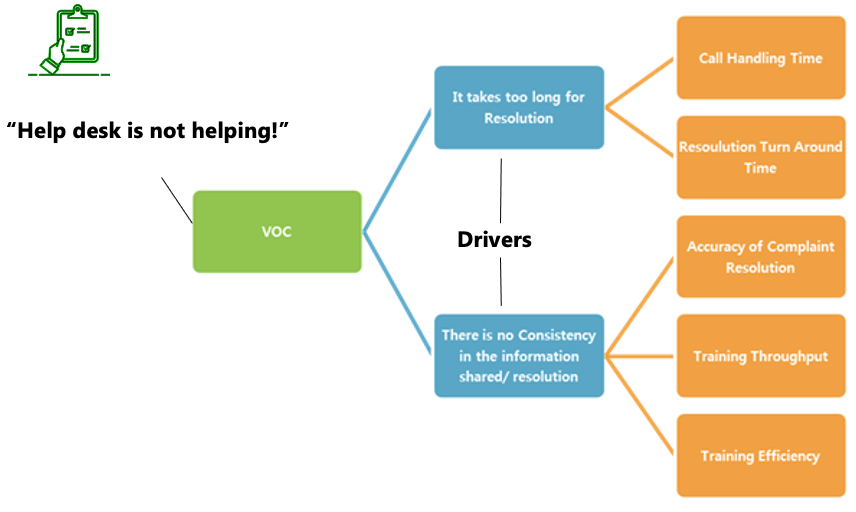 “Help desk is not helping!”
VOC
It takes too long for
Resolution
Drivers
There is no Consistency
in the information
shared/ resolution
Call Handling Time
Resoulution Turn Around
Time
Accuracy of Complaint
Resolution
Training Throughput
Training Efficiency